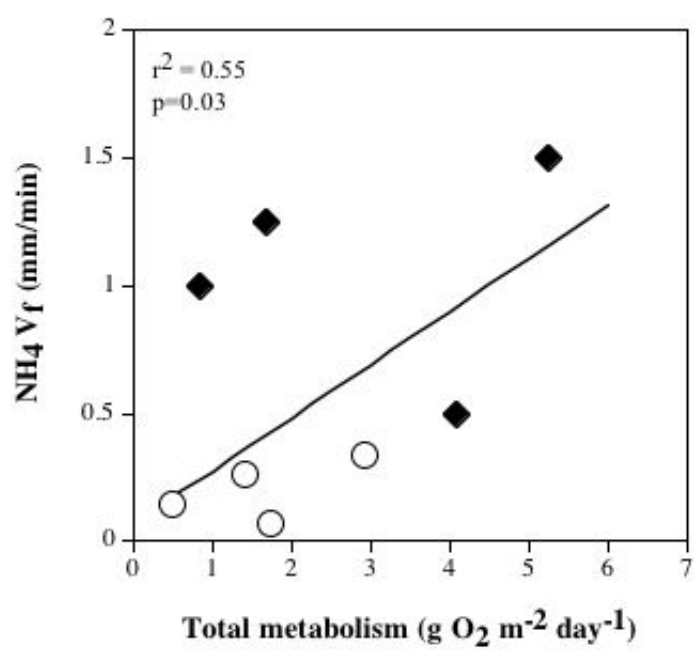 r2 = 0.55
p=0.03
2
1.5
1
0.5
0
0 1 2 3 4 5 6 7
NH4 Vf (mm/min)
Total metabolism (g O2 m-2 day-1)